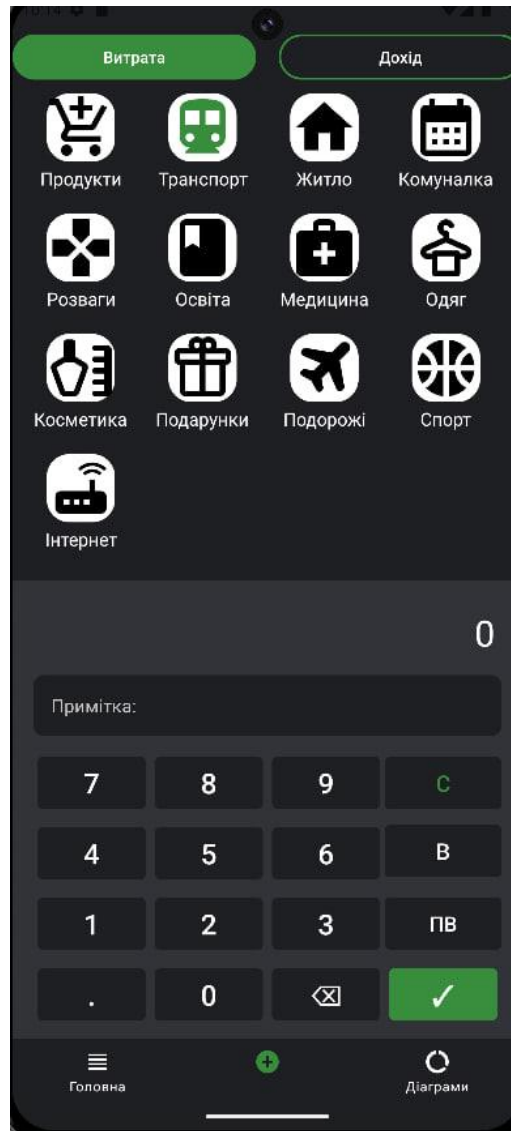 Витрата Дохід
Продукти Транспорт Житло Комуналка
Розваги Освіта Медицина Одяг
Косметика Подарунки Подорожі Спорт
Інтернет
0
Примітка:
7 8 9 С
4 5 6 В
1 2 3 ПВ
. 0
Головна Діаграми